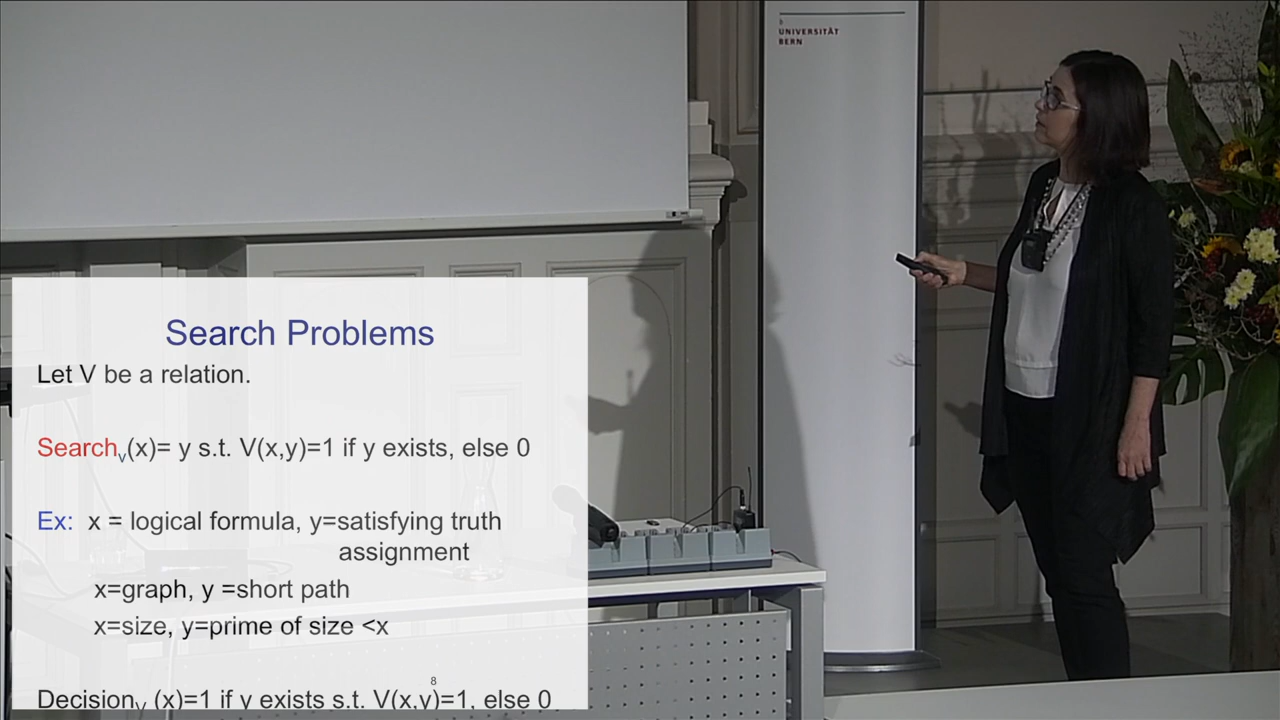 b
UNIVERSITÄT
BERN
Search Problems
Let V be a relation.
Searchv(x)= y s.t. V(x,y)=1 if y exists, else 0
Ex: x = logical formula, y=satisfying truth
assignment
x=graph, y =short path
x=size, y=prime of size <x
8
DecisionV (x)=1 if y exists s.t. V(x,y)=1, else 0